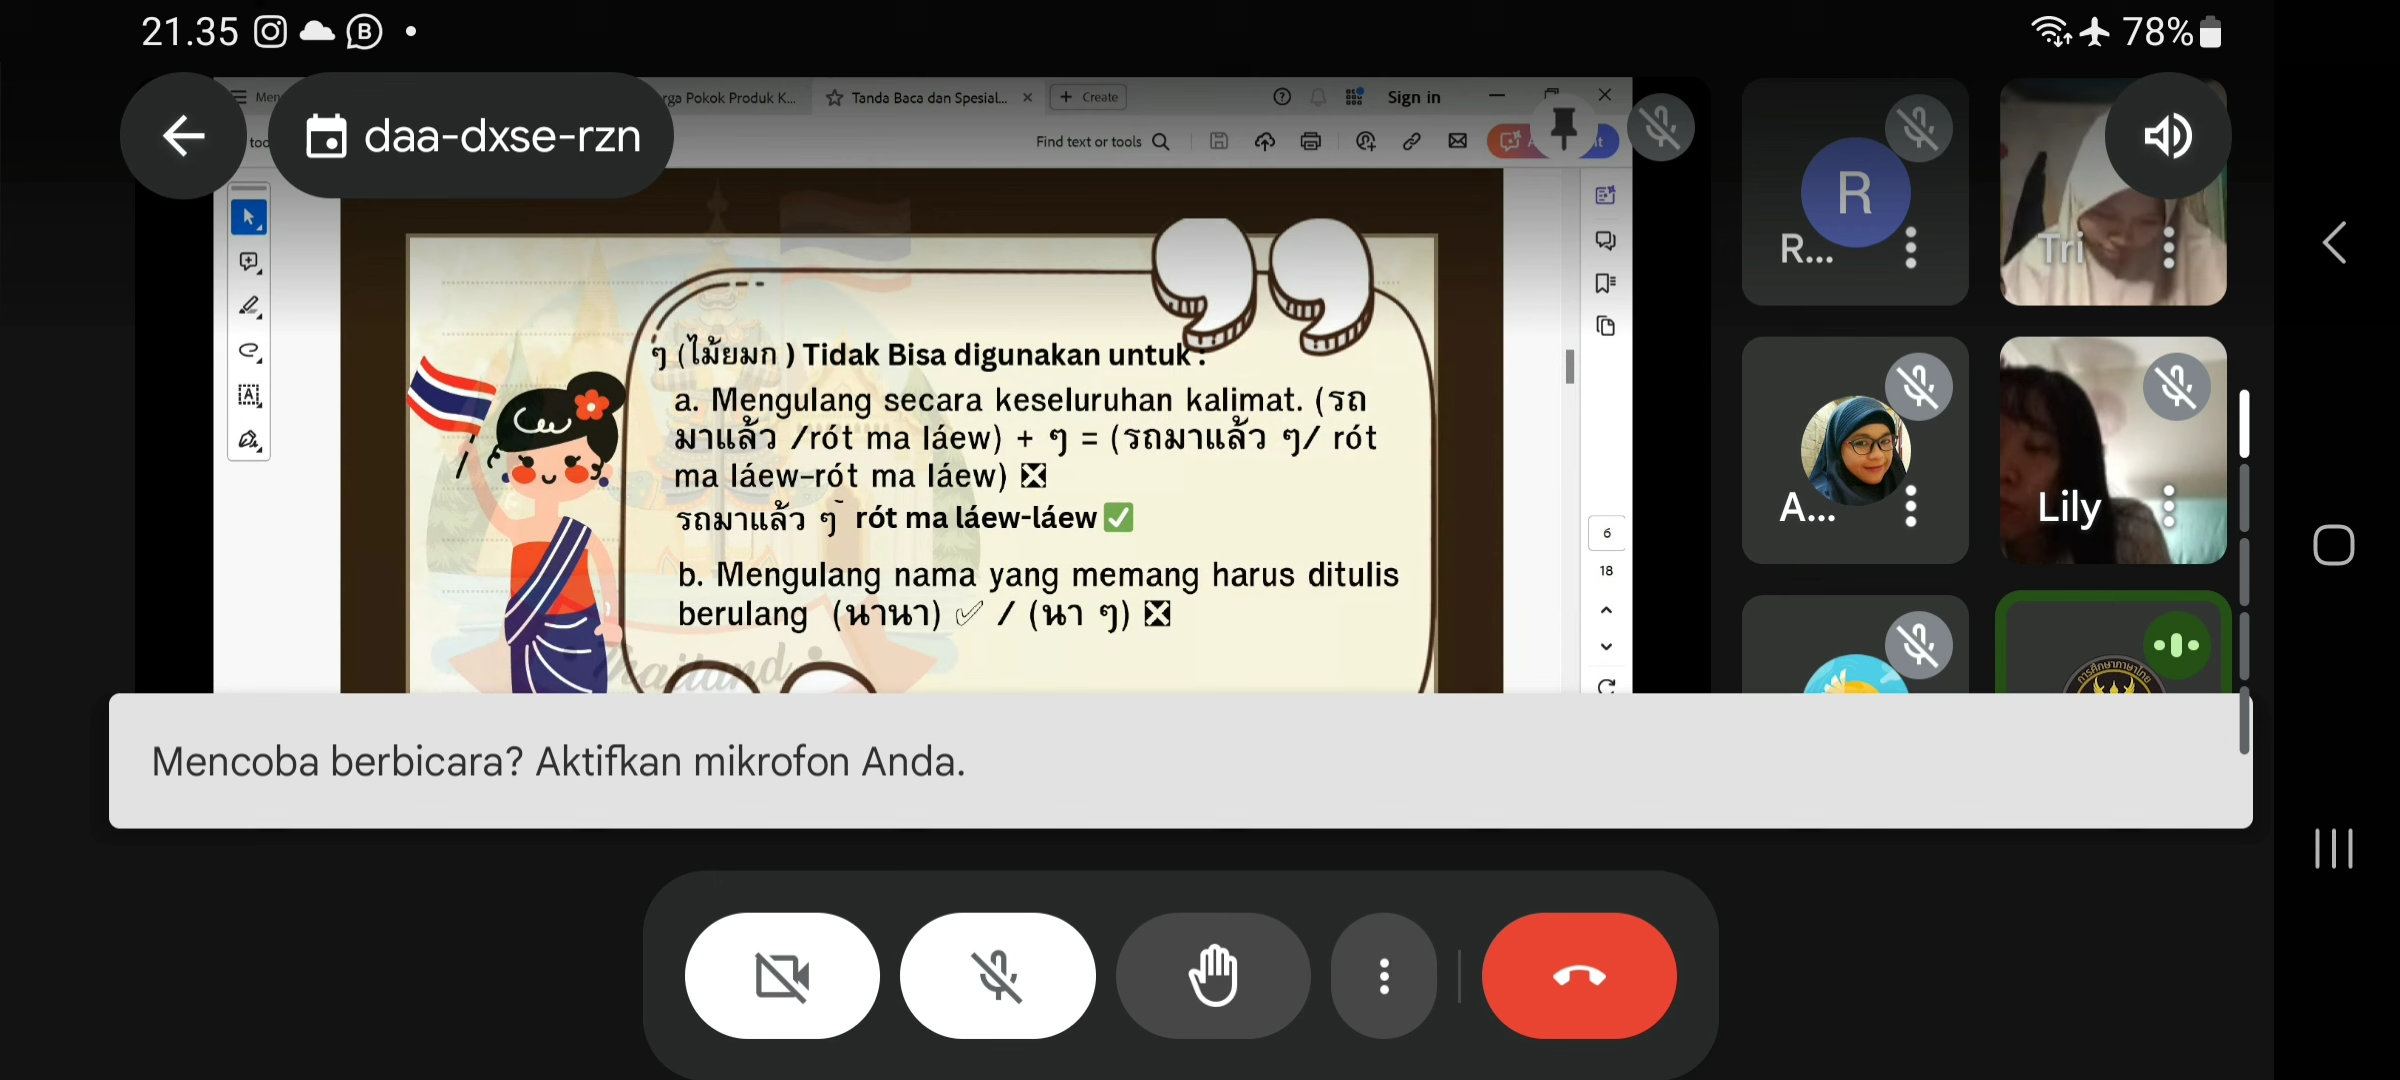 21.35
78%
daa-dxse-rzn
rga Pokok Produk K...
Tanda Baca dan Spesial...
Create
Sign in
Find text or tools
ๆ (ไม้ยมก ) Tidak Bisa digunakan untuk :
a. Mengulang secara keseluruhan kalimat. (รถ
มาแล้ว /rót ma láew) + ๆ = (รถมาแล้ว ๆ/ rót
ma láew-rót ma láew) ❎
รถมาแล้ว ๆ rót ma láew-láew ✅
b. Mengulang nama yang memang harus ditulis
berulang (นานา) ✅ / (นา ๆ) ❎
Thailand
6
18
R
R...
Tri
A...
Lily
Mencoba berbicara? Aktifkan mikrofon Anda.